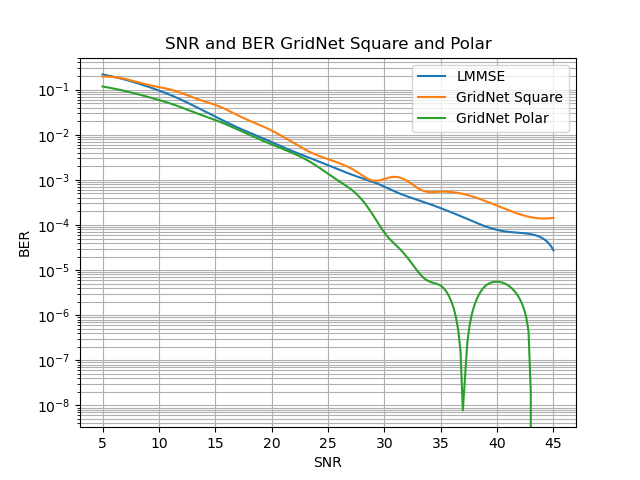 SNR and BER GridNet Square and Polar
LMMSE
GridNet Square
GridNet Polar
BER
10⁻¹
10⁻²
10⁻³
10⁻⁴
10⁻⁵
10⁻⁶
10⁻⁷
10⁻⁸
5 10 15 20 25 30 35 40 45
SNR